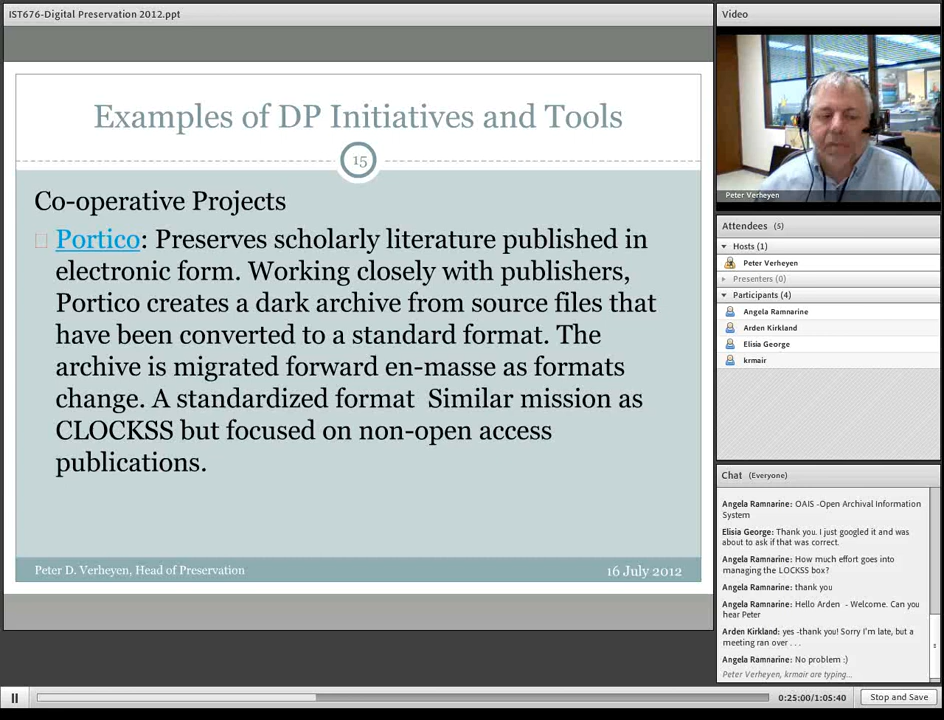 IST676-Digital Preservation 2012.ppt
Examples of DP Initiatives and Tools
15
Co-operative Projects
Portico: Preserves scholarly literature published in
electronic form. Working closely with publishers,
Portico creates a dark archive from source files that
have been converted to a standard format. The
archive is migrated forward en-masse as formats
change. A standardized format  Similar mission as
CLOCKSS but focused on non-open access
publications.
Peter D. Verheyen, Head of Preservation
16 July 2012
Video
Peter Verheyen
Attendees (5)
Hosts (1)
Peter Verheyen
Presenters (0)
Participants (4)
Angela Ramnarine
Arden Kirkland
Elisia George
krmair
Chat (Everyone)
Angela Ramnarine: OAIS -Open Archival Information
System
Elisia George: Thank you. I just googled it and was
about to ask if that was correct.
Angela Ramnarine: How much effort goes into
managing the LOCKSS box?
Angela Ramnarine: thank you
Angela Ramnarine: Hello Arden  - Welcome. Can you
hear Peter
Arden Kirkland: yes -thank you! Sorry I'm late, but a
meeting ran over . . .
Angela Ramnarine: No problem :)
Peter Verheyen, krmair are typing...
0:25:00/1:05:40
Stop and Save